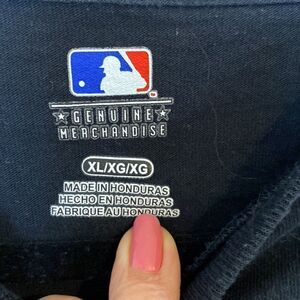 GENUINE
MERCHANDISE
XL/XG/XG
MADE IN HONDURAS
HECHO EN HONDURAS
FABRIQUE AU HONDURAS